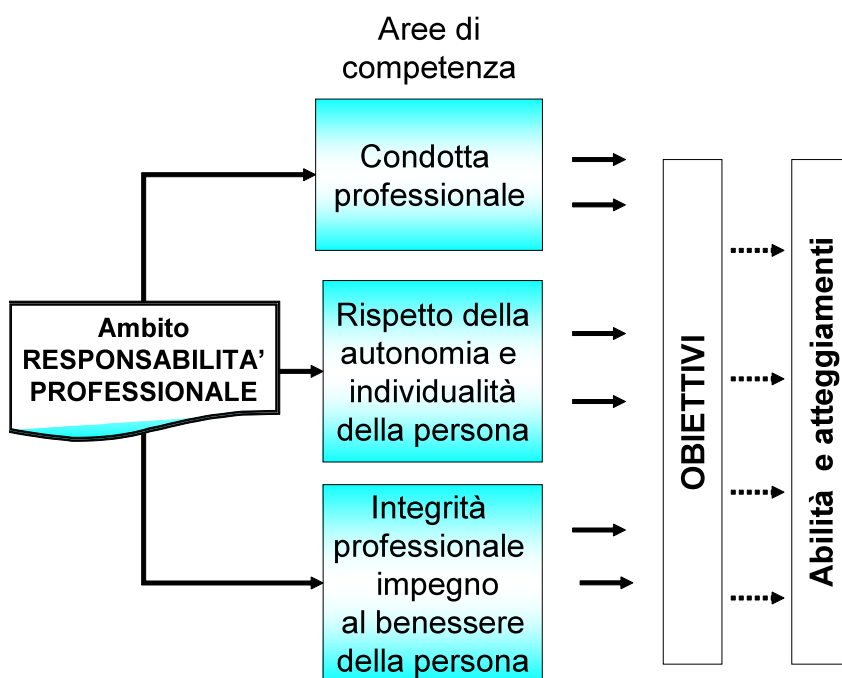 Aree di
competenza
Condotta
professionale
Ambito
RESPONSABILITA’
PROFESSIONALE
Rispetto della
autonomia e
individualità
della persona
Integrità
professionale
impegno
al benessere
della persona
OBIETTIVI
Abilità e atteggiamenti